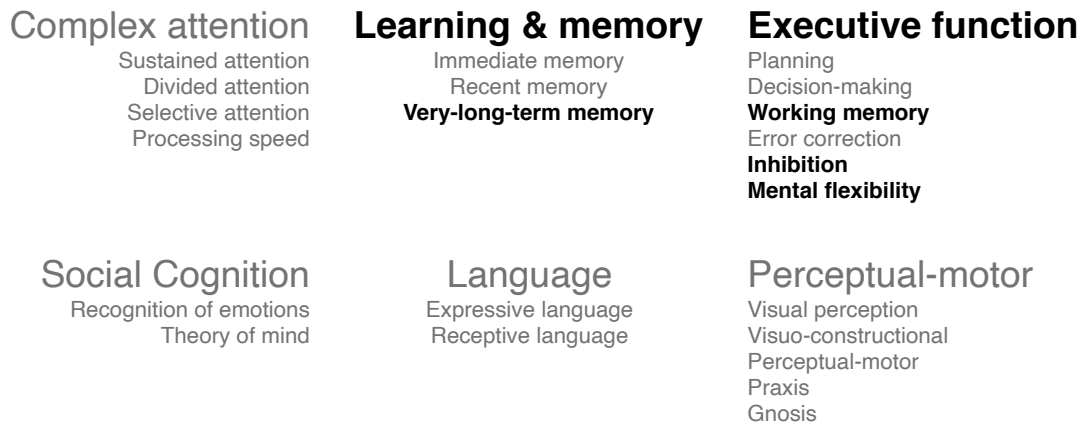 Complex attention
Sustained attention
Divided attention
Selective attention
Processing speed
Learning & memory
Immediate memory
Recent memory
Very-long-term memory
Executive function
Planning
Decision-making
Working memory
Error correction
Inhibition
Mental flexibility
Social Cognition
Recognition of emotions
Theory of mind
Language
Expressive language
Receptive language
Perceptual-motor
Visual perception
Visuo-constructional
Perceptual-motor
Praxis
Gnosis